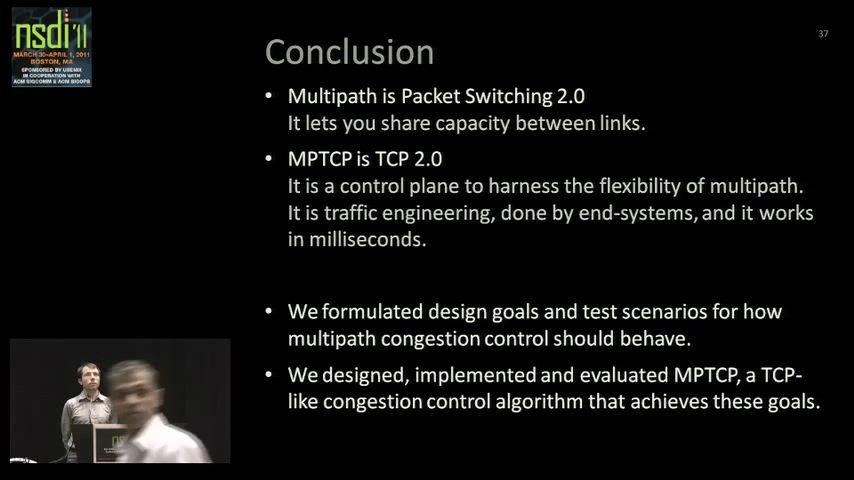 nsdi'11
MARCH 30–APRIL 1, 2011
BOSTON, MA
SPONSORED BY USENIX
IN COOPERATION WITH
ACM SIGCOMM & ACM SIGOPS
37
Conclusion
• Multipath is Packet Switching 2.0
It lets you share capacity between links.
• MPTCP is TCP 2.0
It is a control plane to harness the flexibility of multipath.
It is traffic engineering, done by end-systems, and it works
in milliseconds.
• We formulated design goals and test scenarios for how
multipath congestion control should behave.
• We designed, implemented and evaluated MPTCP, a TCP-
like congestion control algorithm that achieves these goals.